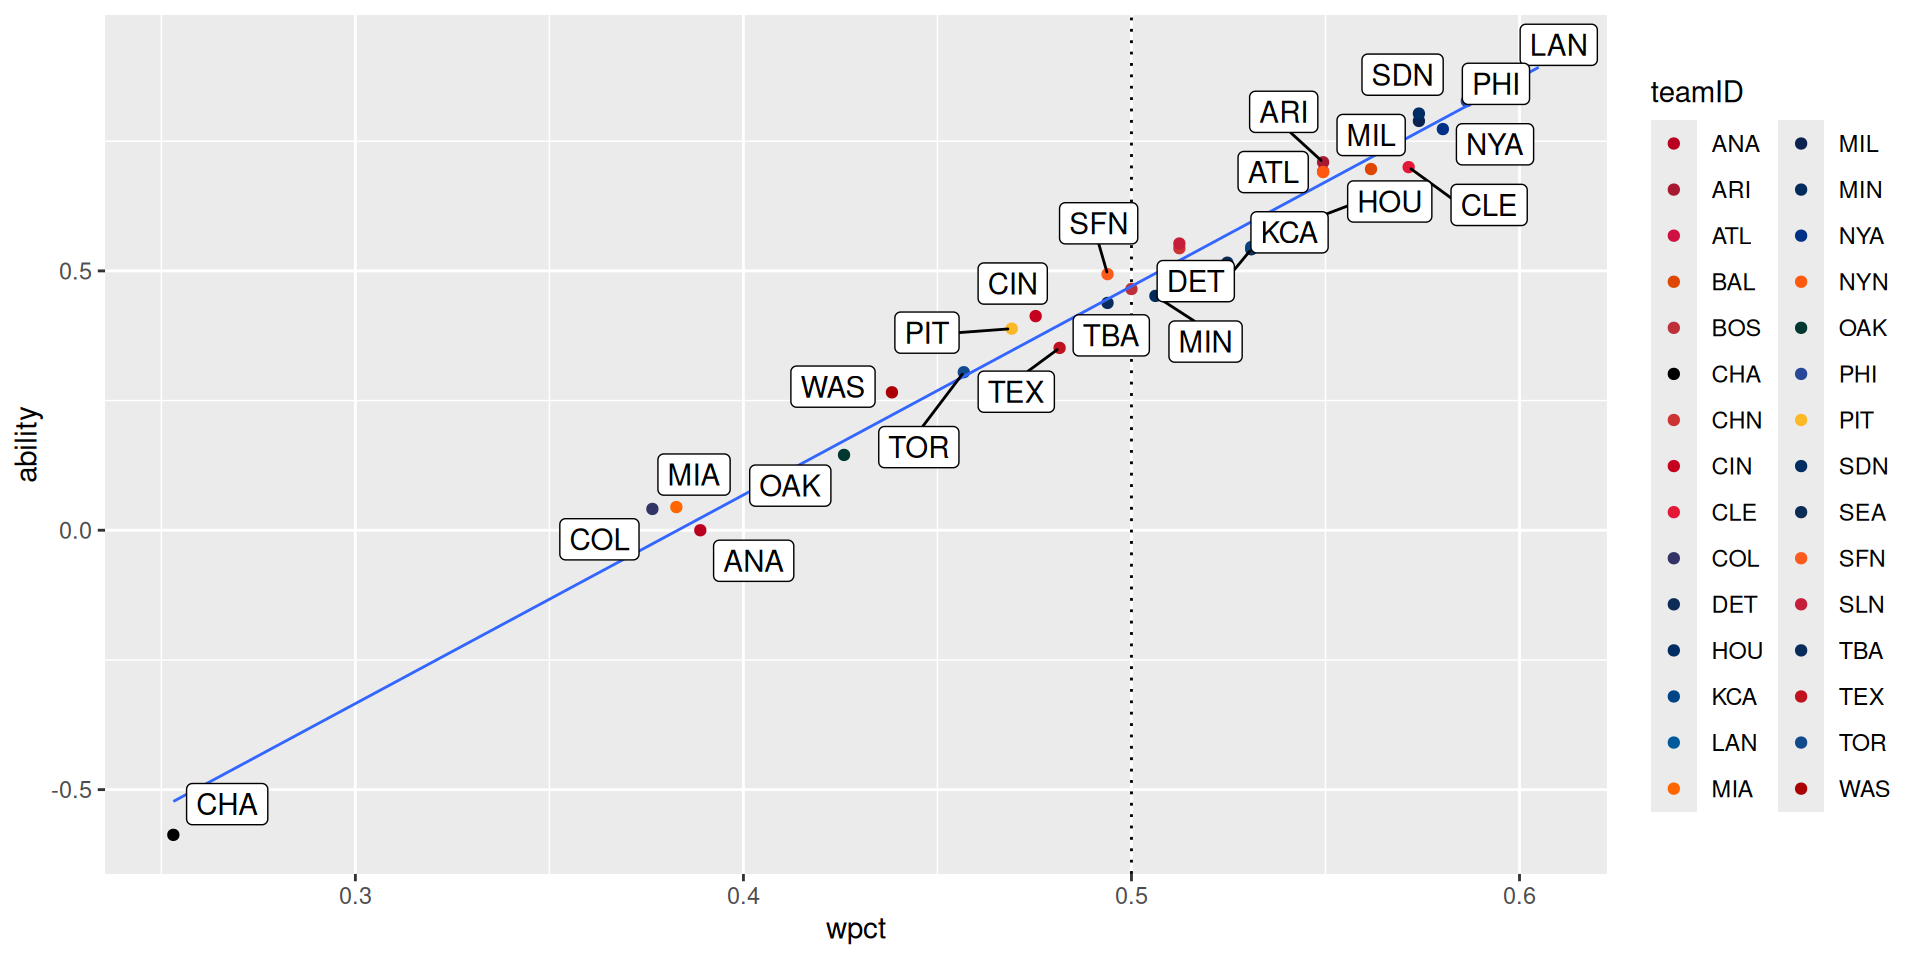 LAN
SDN
PHI
ARI
MIL
NYA
ATL
HOU
CLE
SFN
KCA
CIN
DET
PIT
TBA
MIN
WAS
TEX
TOR
MIA
OAK
COL
ANA
CHA
0.5
0.0
-0.5
ability
0.3
0.4
0.5
0.6
wpct
teamID
ANA
ARI
ATL
BAL
BOS
CHA
CHN
CIN
CLE
COL
DET
HOU
KCA
LAN
MIA
MIL
MIN
NYA
NYN
OAK
PHI
PIT
SDN
SEA
SFN
SLN
TBA
TEX
TOR
WAS